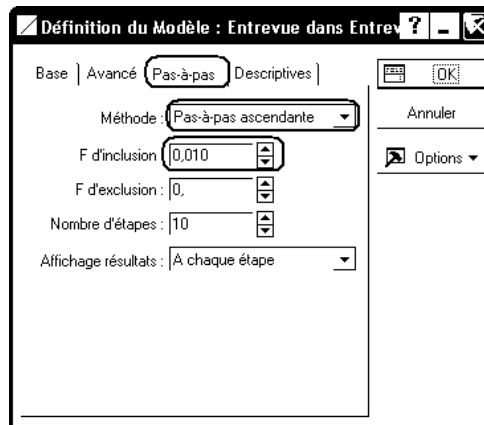 Définition du Modèle : Entrevue dans Entrev ?
Base Avancé Pas-à-pas Descriptives
OK
Méthode : Pas-à-pas ascendante
Annuler
F d'inclusion 0,010
Options
F d'exclusion : 0,
Nombre d'étapes : 10
Affichage résultats : A chaque étape